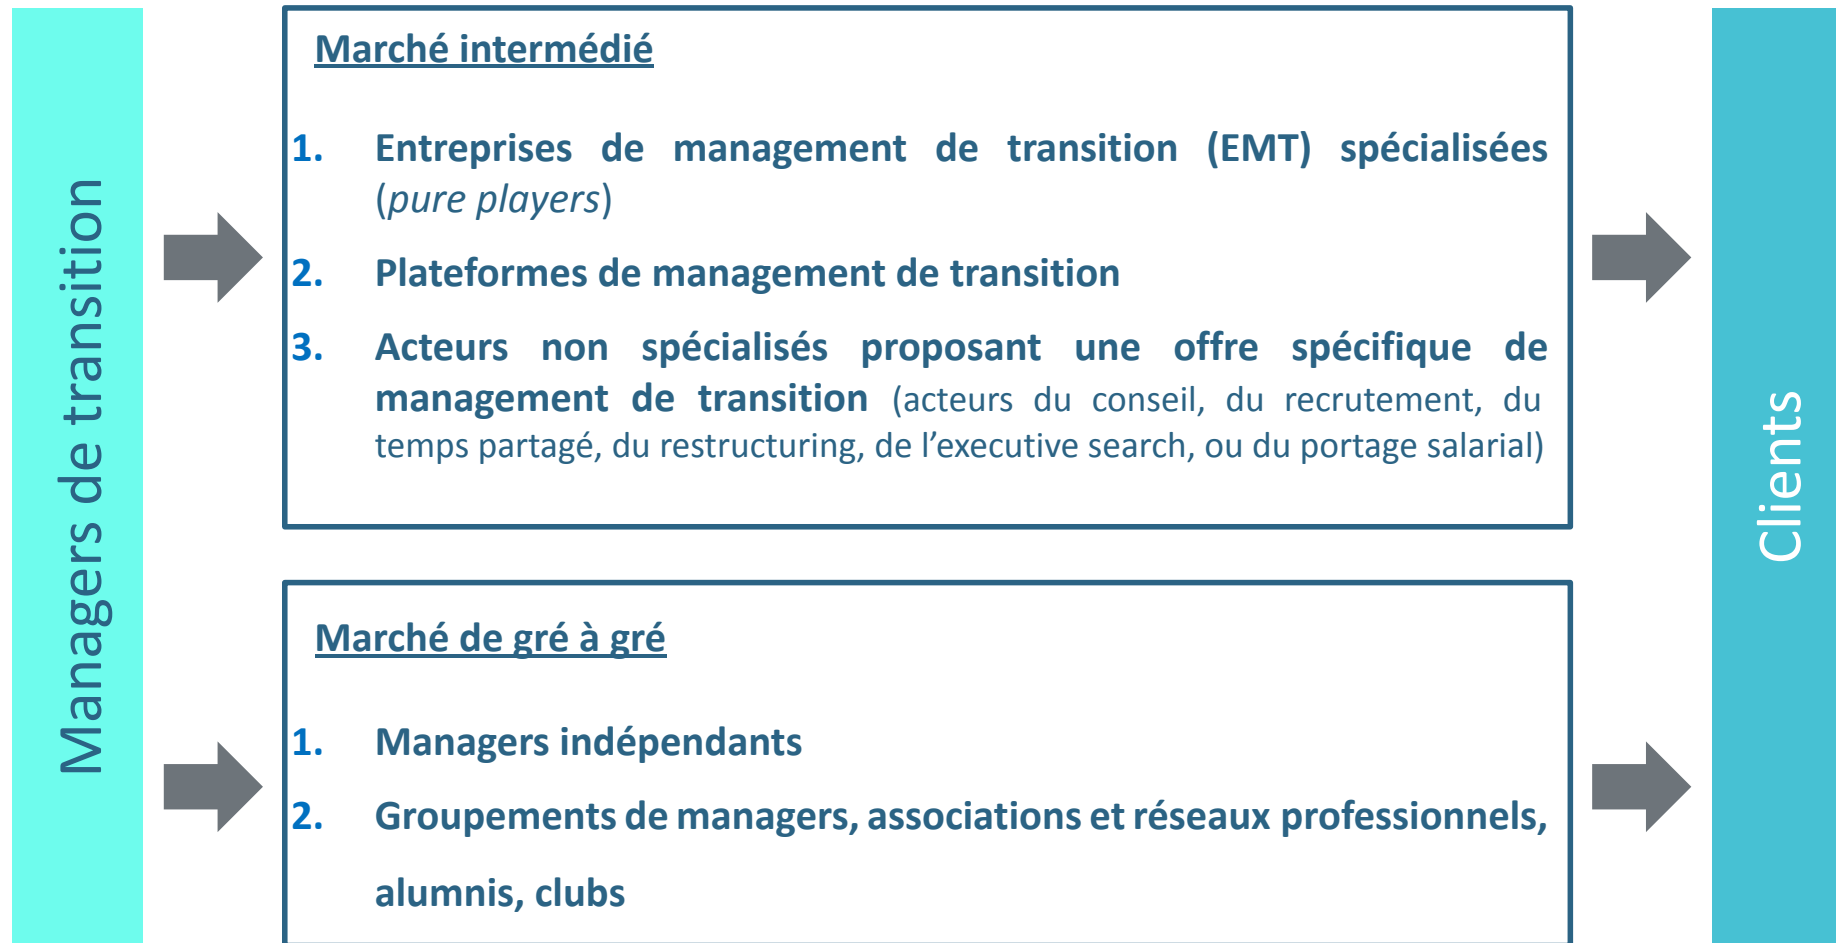 Managers de transition
Marché intermédié
1. Entreprises de management de transition (EMT) spécialisées
(pure players)
2. Plateformes de management de transition
3. Acteurs non spécialisés proposant une offre spécifique de
management de transition (acteurs du conseil, du recrutement, du
temps partagé, du restructuring, de l’executive search, ou du portage salarial)
Marché de gré à gré
1. Managers indépendants
2. Groupements de managers, associations et réseaux professionnels,
alumnis, clubs
Clients